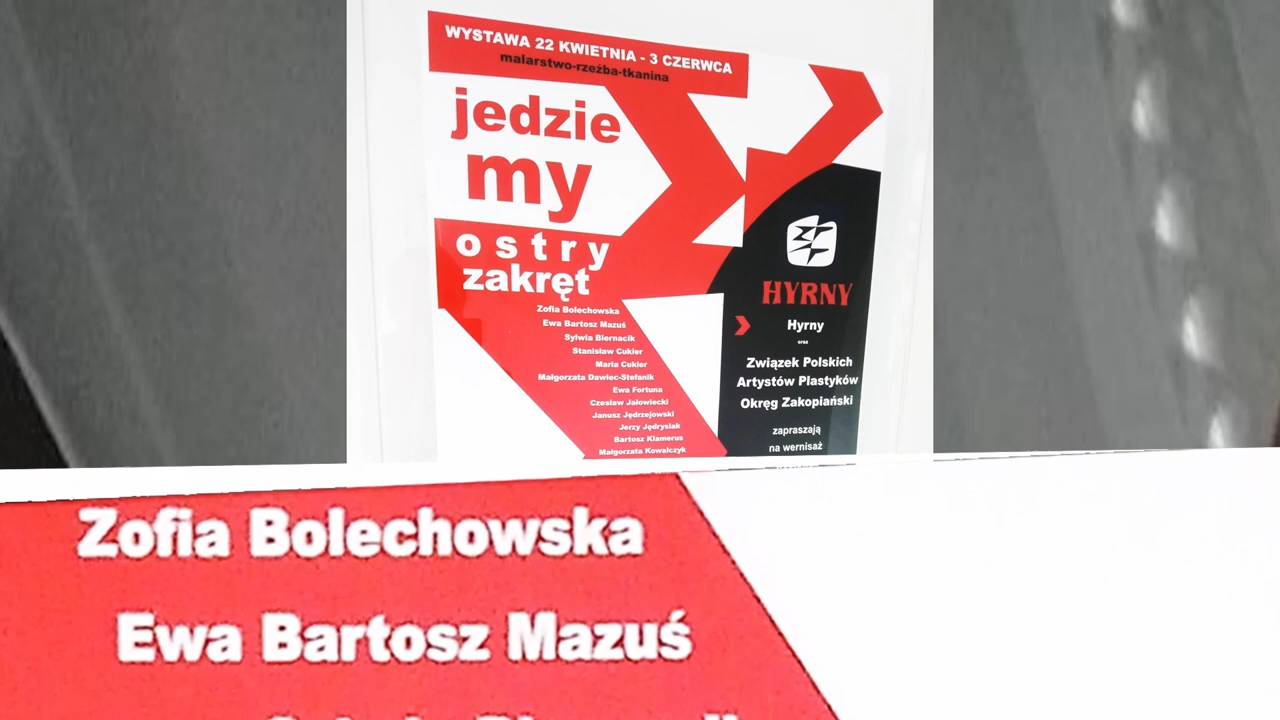 WYSTAWA 22 KWIETNIA - 3 CZERWCA
malarstwo-rzeźba-tkanina
jedzie
my
ostry
zakręt
Zofia Bolechowska
Ewa Bartosz Mazuś
Sylwia Biernacik
Stanisław Cukier
Maria Cukier
Małgorzata Dawiec-Stefanik
Ewa Fortuna
Czesław Jałowiecki
Janusz Jędrzejowski
Jerzy Jędrysiak
Bartosz Klamerus
Małgorzata Kowalczyk
HYRNY
Hyrny
oraz
Związek Polskich
Artystów Plastyków
Okręg Zakopiański
zapraszają
na wernisaż
Zofia Bolechowska
Ewa Bartosz Mazuś